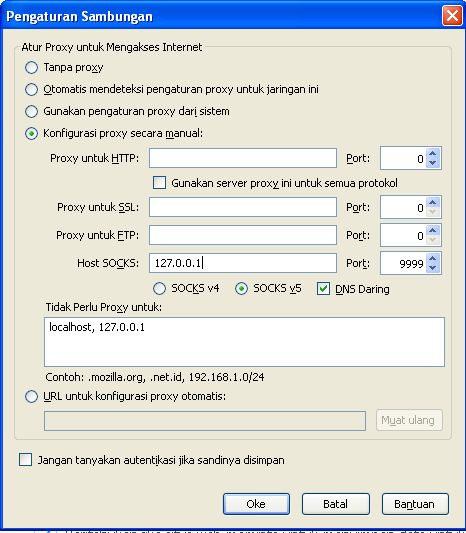 Pengaturan Sambungan
Atur Proxy untuk Mengakses Internet
Tanpa proxy
Otomatis mendeteksi pengaturan proxy untuk jaringan ini
Gunakan pengaturan proxy dari sistem
Konfigurasi proxy secara manual:
Proxy untuk HTTP: Port: 0
Gunakan server proxy ini untuk semua protokol
Proxy untuk SSL: Port: 0
Proxy untuk FTP: Port: 0
Host SOCKS: 127.0.0.1 Port: 9999
SOCKS v4 SOCKS v5 DNS Daring
Tidak Perlu Proxy untuk:
localhost, 127.0.0.1
Contoh: .mozilla.org, .net.id, 192.168.1.0/24
URL untuk konfigurasi proxy otomatis:
Muat ulang
Jangan tanyakan autentikasi jika sandinya disimpan
Oke Batal Bantuan